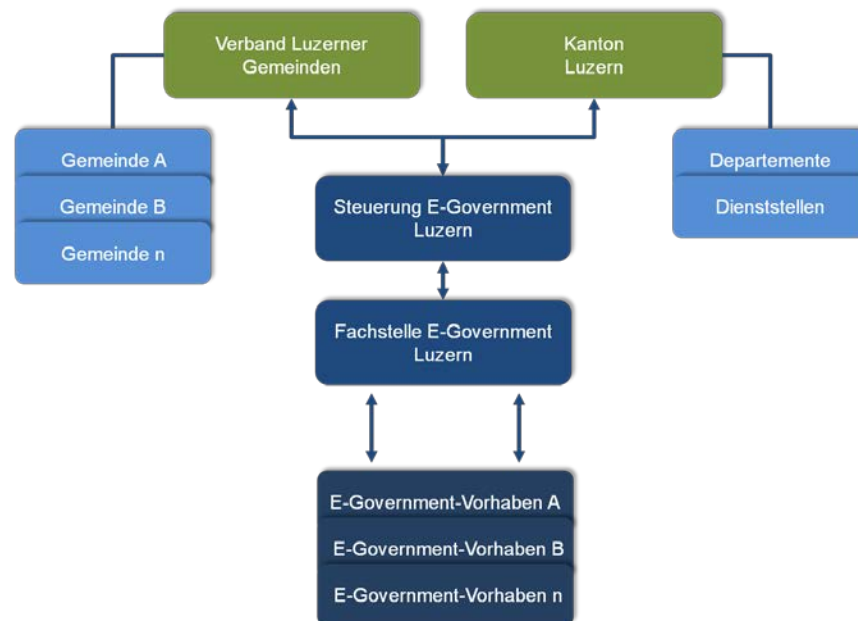 Verband Luzerner
Gemeinden
Kanton
Luzern
Gemeinde A
Gemeinde B
Gemeinde n
Departemente
Dienststellen
Steuerung E-Government
Luzern
Fachstelle E-Government
Luzern
E-Government-Vorhaben A
E-Government-Vorhaben B
E-Government-Vorhaben n